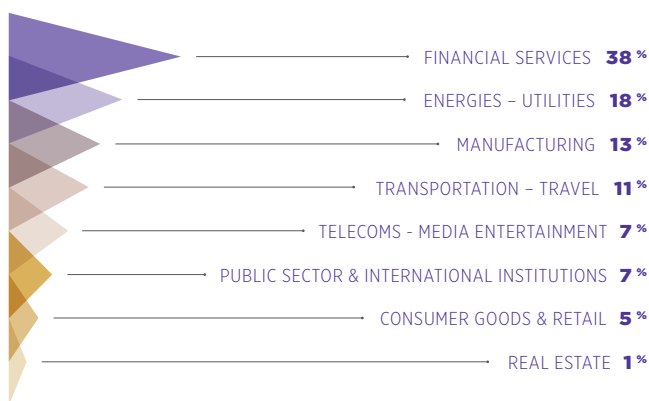 FINANCIAL SERVICES 38 %
ENERGIES – UTILITIES 18 %
MANUFACTURING 13 %
TRANSPORTATION – TRAVEL 11 %
TELECOMS - MEDIA ENTERTAINMENT 7 %
PUBLIC SECTOR & INTERNATIONAL INSTITUTIONS 7 %
CONSUMER GOODS & RETAIL 5 %
REAL ESTATE 1 %